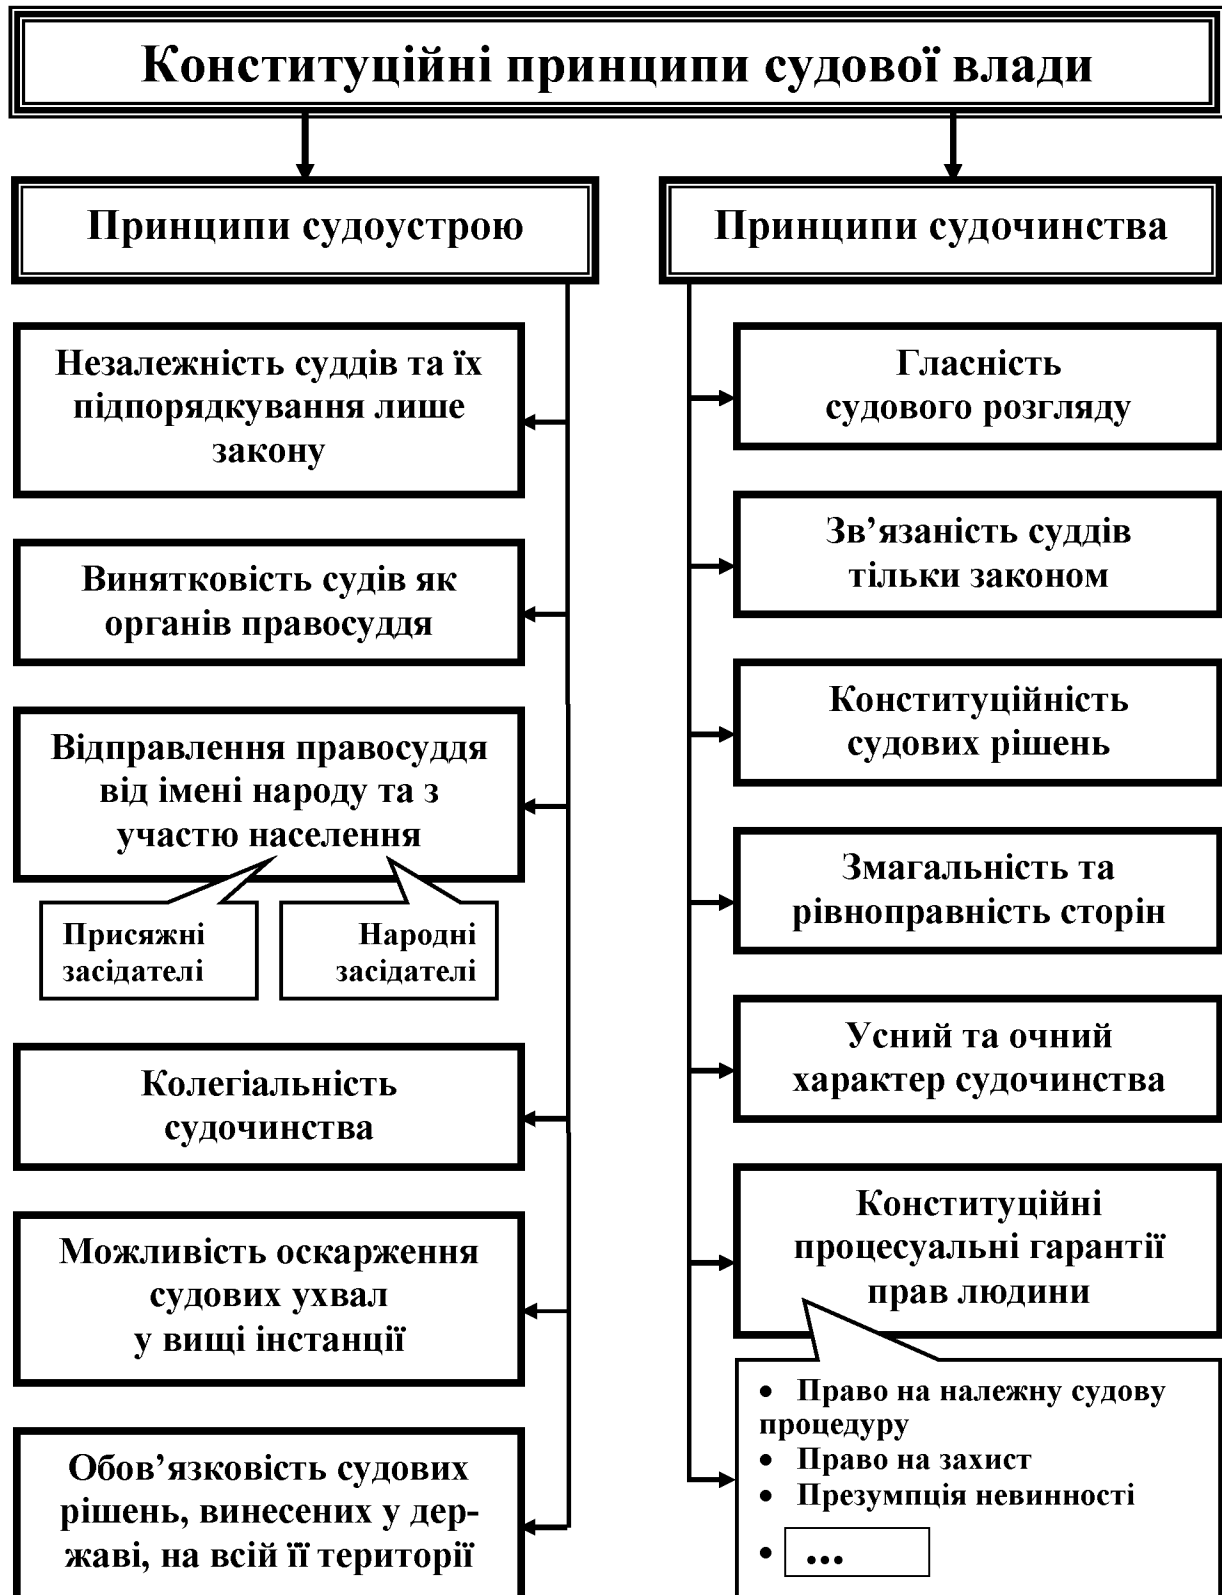 Конституційні принципи судової влади
Принципи судоустрою
Незалежність суддів та їх
підпорядкування лише
закону
Винятковість судів як
органів правосуддя
Відправлення правосуддя
від імені народу та з
участю населення
Присяжні
засідателі
Народні
засідателі
Колегіальність
судочинства
Можливість оскарження
судових ухвал
у вищі інстанції
Обов’язковість судових
рішень, винесених у дер-
жаві, на всій її території
Принципи судочинства
Гласність
судового розгляду
Зв’язаність суддів
тільки законом
Конституційність
судових рішень
Змагальність та
рівноправність сторін
Усний та очний
характер судочинства
Конституційні
процесуальні гарантії
прав людини
• Право на належну судову
процедуру
• Право на захист
• Презумпція невинності
• ...